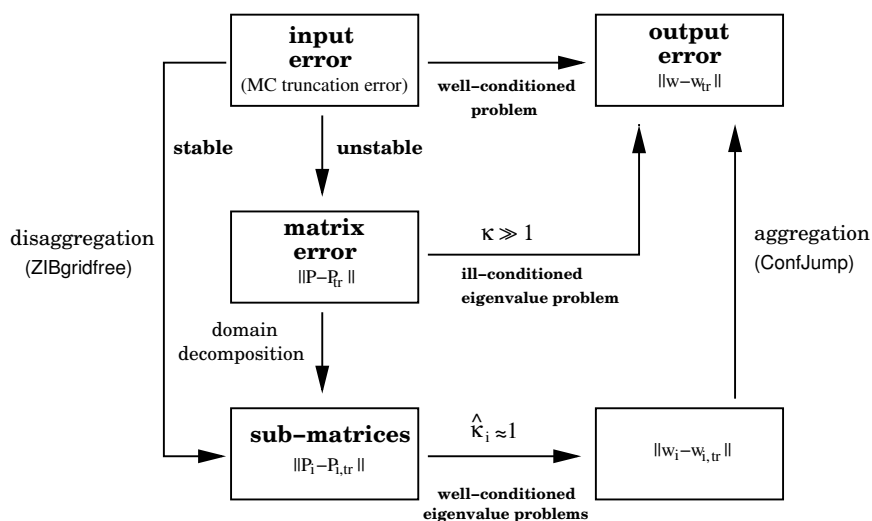 input
error
(MC truncation error)
output
error
||w−w_tr||
well−conditioned
problem
stable
unstable
disaggregation
(ZIBgridfree)
matrix
error
||P−P_tr ||
κ ≫ 1
ill−conditioned
eigenvalue problem
aggregation
(ConfJump)
domain
decomposition
sub−matrices
||P_i−P_i,tr ||
κ̂_i ≈1
well−conditioned
eigenvalue problems
||w_i−w_i,tr ||